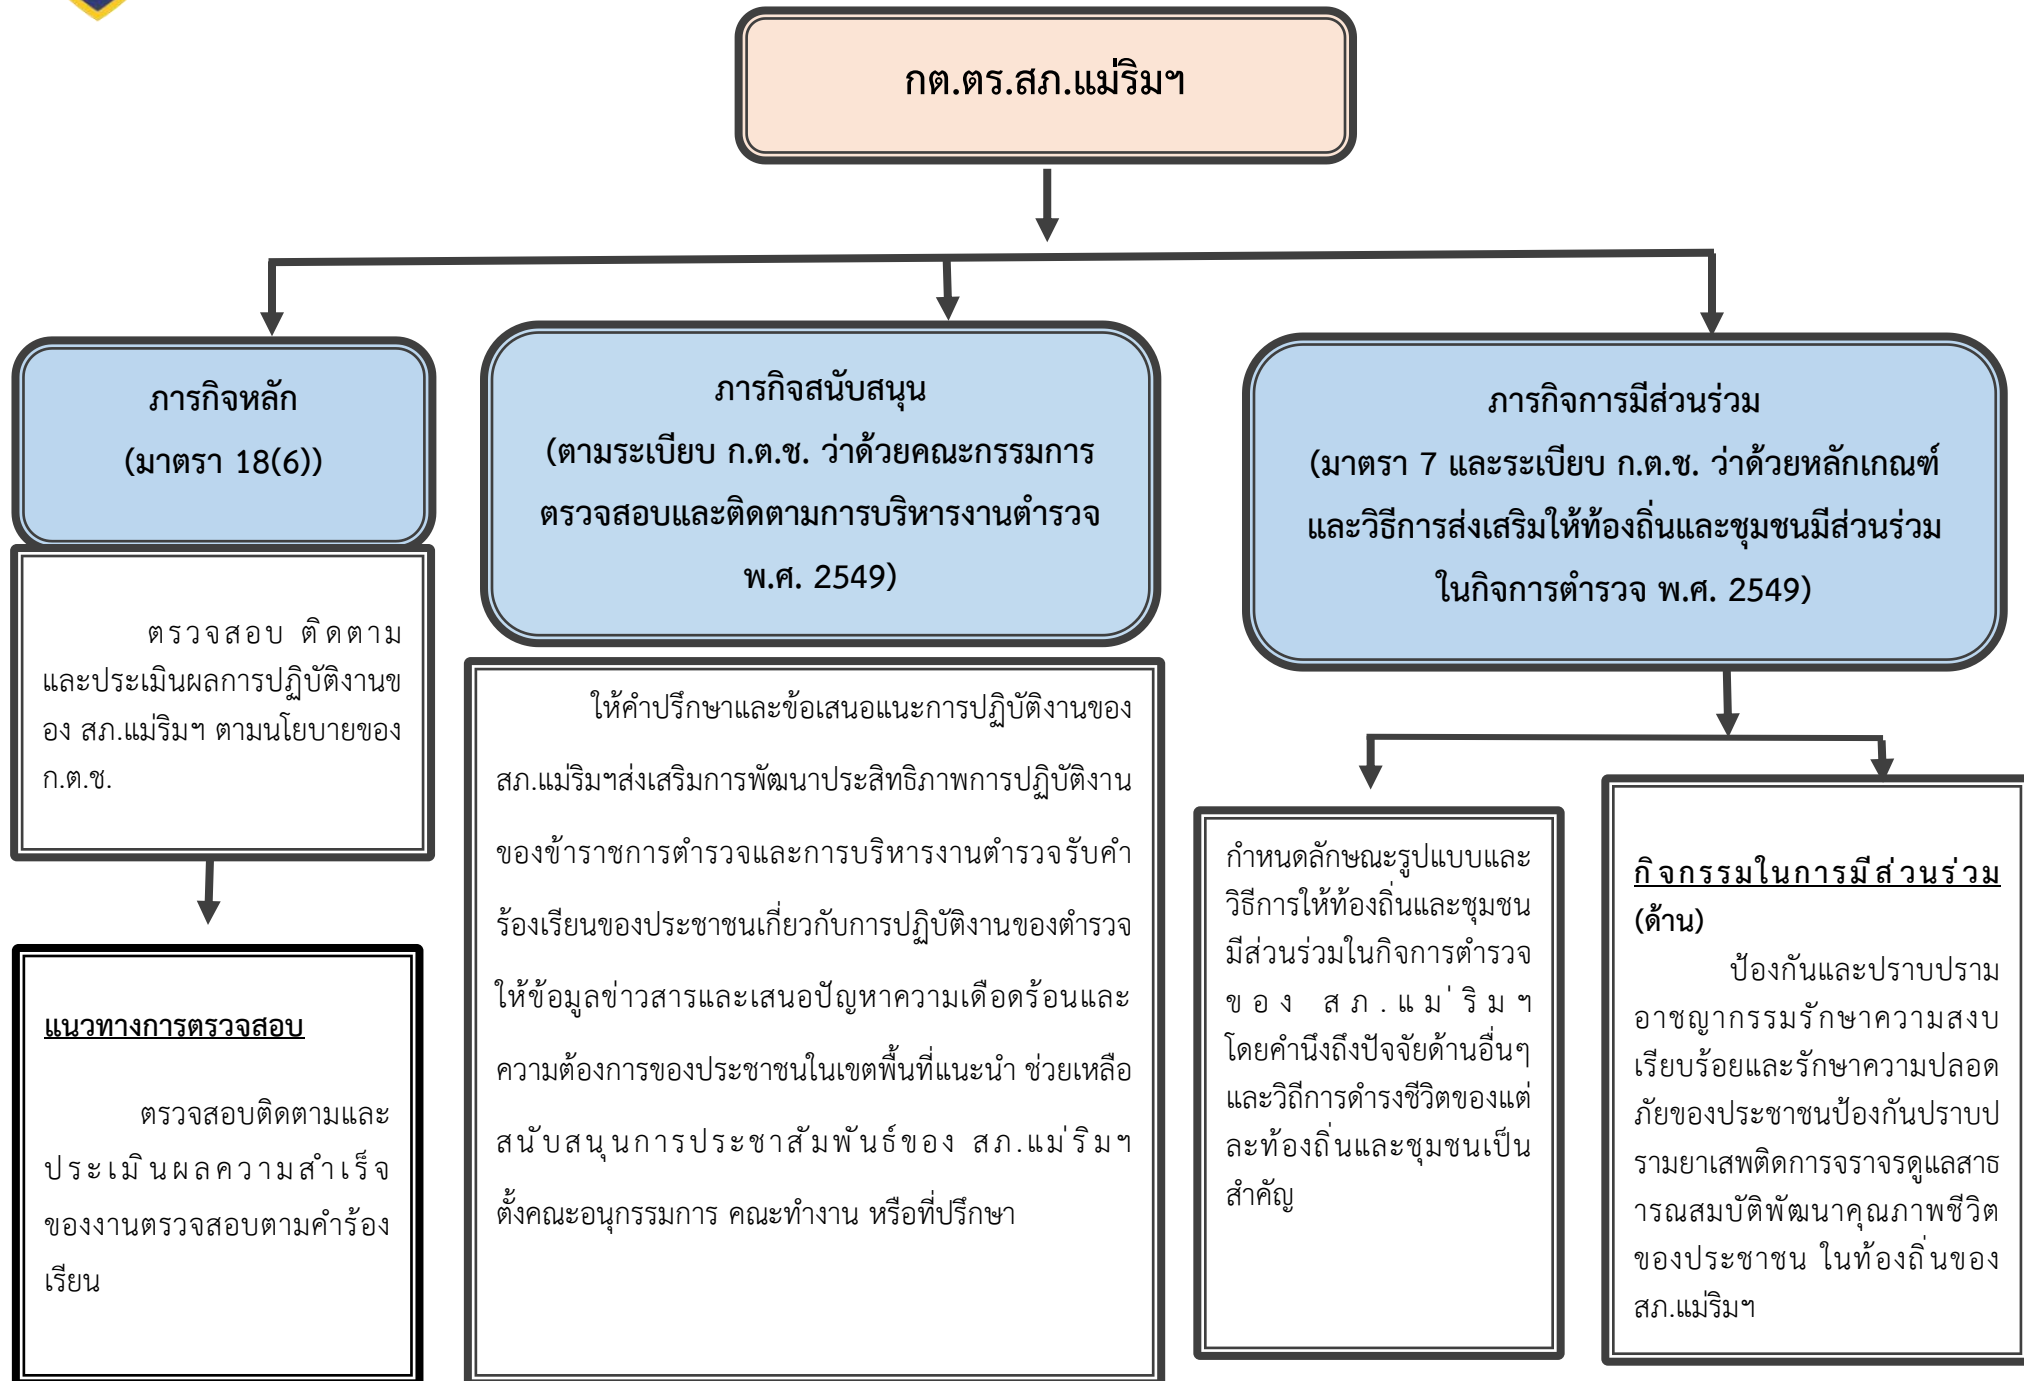 กต.ตร.สภ.แม่ริมฯ
ภารกิจหลัก
(มาตรา 18(6))
ตรวจสอบ ติดตาม
และประเมินผลการปฏิบัติงานข
อง สภ.แม่ริมฯ ตามนโยบายของ
ก.ต.ช.
แนวทางการตรวจสอบ
ตรวจสอบติดตามและ
ประเมินผลความสำเร็จ
ของงานตรวจสอบตามคำร้อง
เรียน
ภารกิจสนับสนุน
(ตามระเบียบ ก.ต.ช. ว่าด้วยคณะกรรมการ
ตรวจสอบและติดตามการบริหารงานตำรวจ
พ.ศ. 2549)
ให้คำปรึกษาและข้อเสนอแนะการปฏิบัติงานของ
สภ.แม่ริมฯส่งเสริมการพัฒนาประสิทธิภาพการปฏิบัติงาน
ของข้าราชการตำรวจและการบริหารงานตำรวจรับคำ
ร้องเรียนของประชาชนเกี่ยวกับการปฏิบัติงานของตำรวจ
ให้ข้อมูลข่าวสารและเสนอปัญหาความเดือดร้อนและ
ความต้องการของประชาชนในเขตพื้นที่แนะนำ ช่วยเหลือ
สนับสนุนการประชาสัมพันธ์ของ สภ.แม่ริมฯ
ตั้งคณะอนุกรรมการ คณะทำงาน หรือที่ปรึกษา
ภารกิจการมีส่วนร่วม
(มาตรา 7 และระเบียบ ก.ต.ช. ว่าด้วยหลักเกณฑ์
และวิธีการส่งเสริมให้ท้องถิ่นและชุมชนมีส่วนร่วม
ในกิจการตำรวจ พ.ศ. 2549)
กำหนดลักษณะรูปแบบและ
วิธีการให้ท้องถิ่นและชุมชน
มีส่วนร่วมในกิจการตำรวจ
ของ สภ.แม่ริมฯ
โดยคำนึงถึงปัจจัยด้านอื่นๆ
และวิถีการดำรงชีวิตของแต่
ละท้องถิ่นและชุมชนเป็น
สำคัญ
กิจกรรมในการมีส่วนร่วม
(ด้าน)
ป้องกันและปราบปราม
อาชญากรรมรักษาความสงบ
เรียบร้อยและรักษาความปลอด
ภัยของประชาชนป้องกันปราบป
รามยาเสพติดการจราจรดูแลสาธ
ารณสมบัติพัฒนาคุณภาพชีวิต
ของประชาชน ในท้องถิ่นของ
สภ.แม่ริมฯ